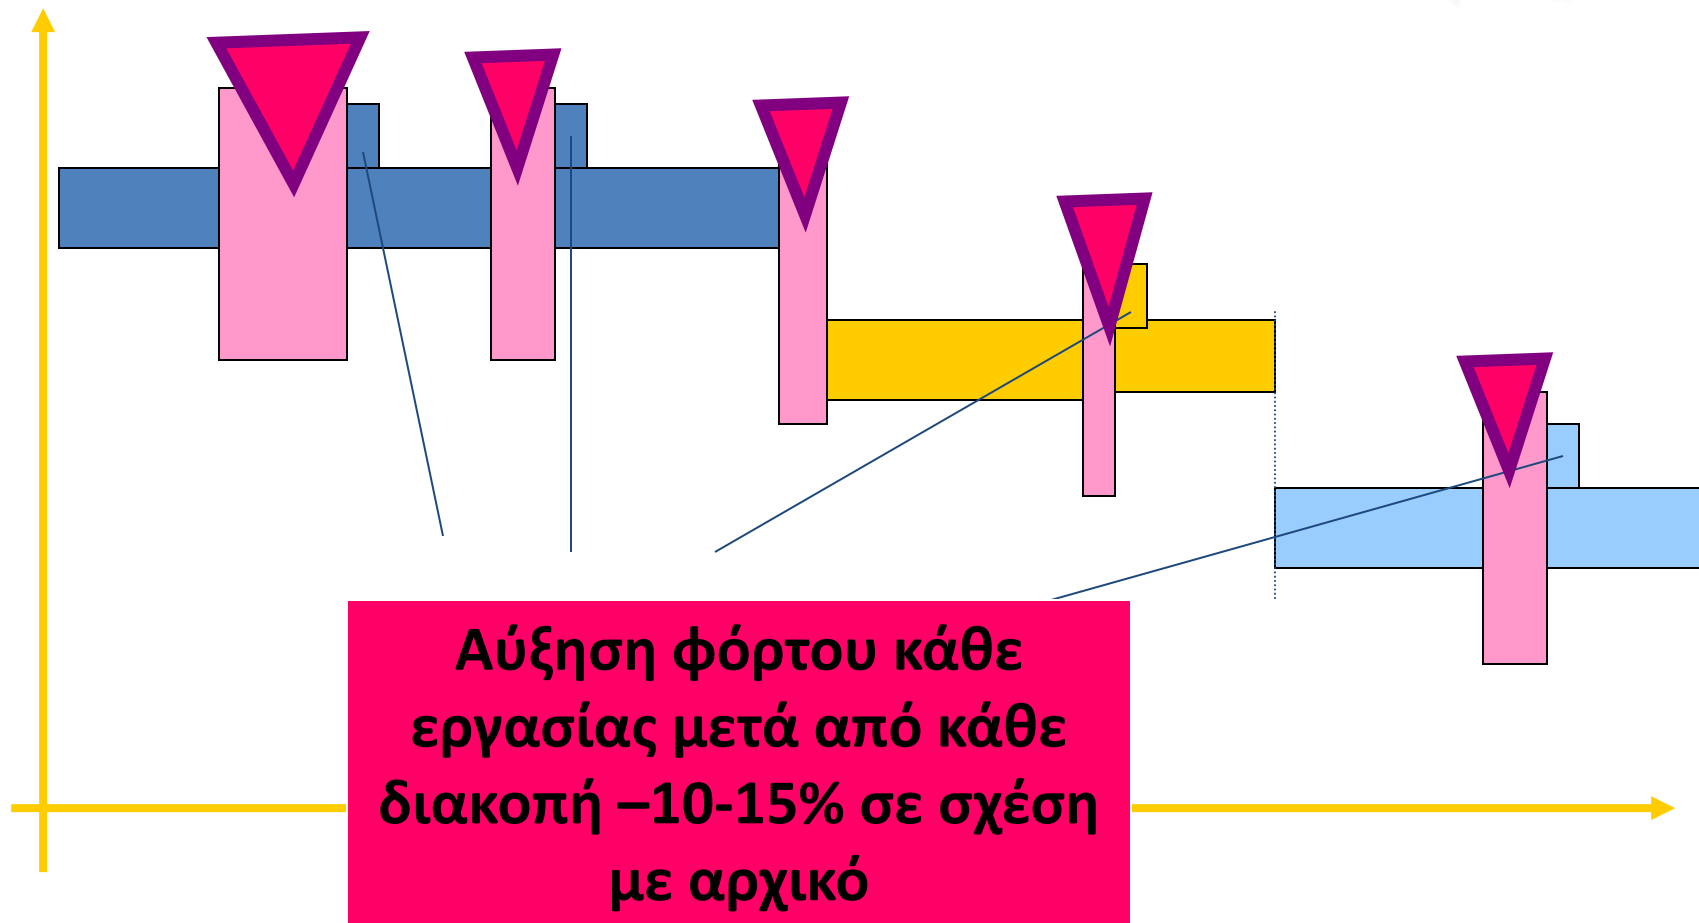 Αύξηση φόρτου κάθε
εργασίας μετά από κάθε
διακοπή –10-15% σε σχέση
με αρχικό